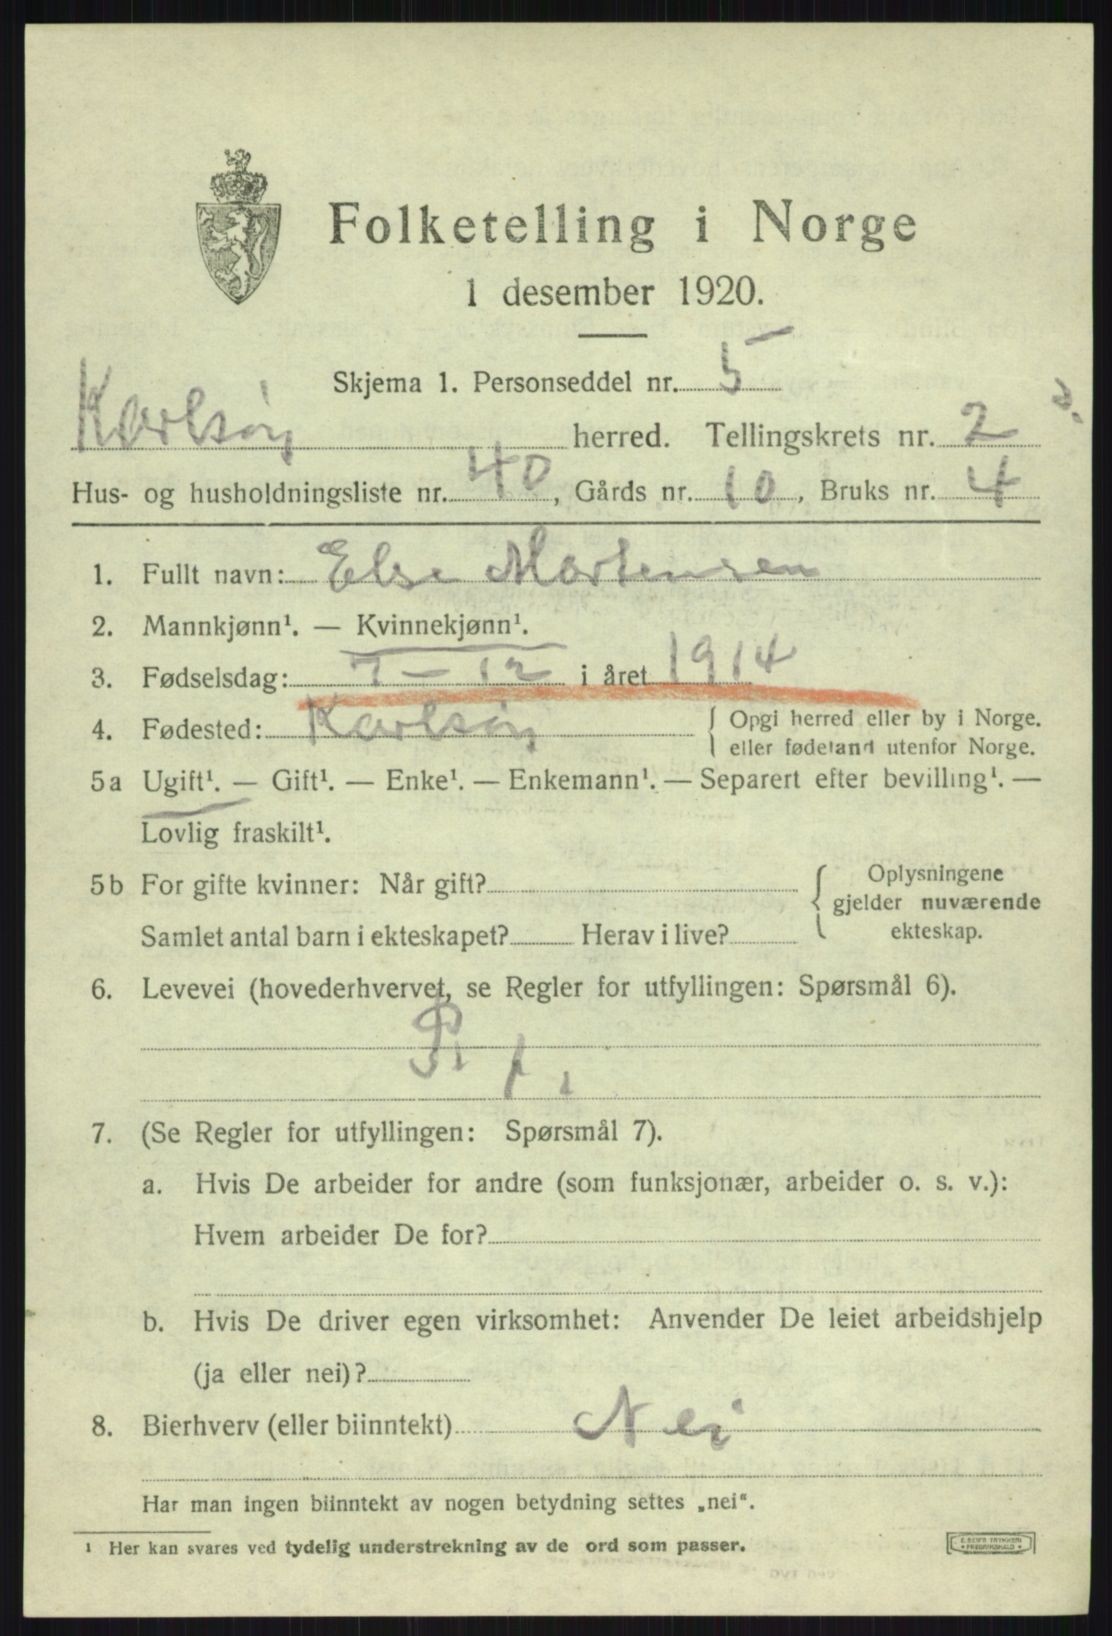 Folketelling i Norge
1 desember 1920.
Skjema 1. Personseddel nr. 5
Karlsøy herred. Tellingskrets nr. 2
Hus- og husholdningsliste nr. 40, Gårds nr. 10, Bruks nr. 4
1. Fullt navn: Else Mortensen
2. Mannkjønn¹. — Kvinnekjønn¹.
3. Fødselsdag: 7 – 12 i året 1914
4. Fødested: Karlsøy { Opgi herred eller by i Norge.
eller fødeland utenfor Norge.
5a Ugift¹. — Gift¹. — Enke¹. — Enkemann¹. — Separert efter bevilling¹. —
Lovlig fraskilt¹.
5b For gifte kvinner: Når gift? { Oplysningene
gjelder nuværende
Samlet antal barn i ekteskapet? Herav i live? ekteskap.
6. Levevei (hovederhvervet, se Regler for utfyllingen: Spørsmål 6).
7. (Se Regler for utfyllingen: Spørsmål 7).
a. Hvis De arbeider for andre (som funksjonær, arbeider o. s. v.):
Hvem arbeider De for?
b. Hvis De driver egen virksomhet: Anvender De leiet arbeidshjelp
(ja eller nei)?
8. Bierhverv (eller biinntekt) Nei
Har man ingen biinntekt av nogen betydning settes „nei".
¹ Her kan svares ved tydelig understrekning av de ord som passer.